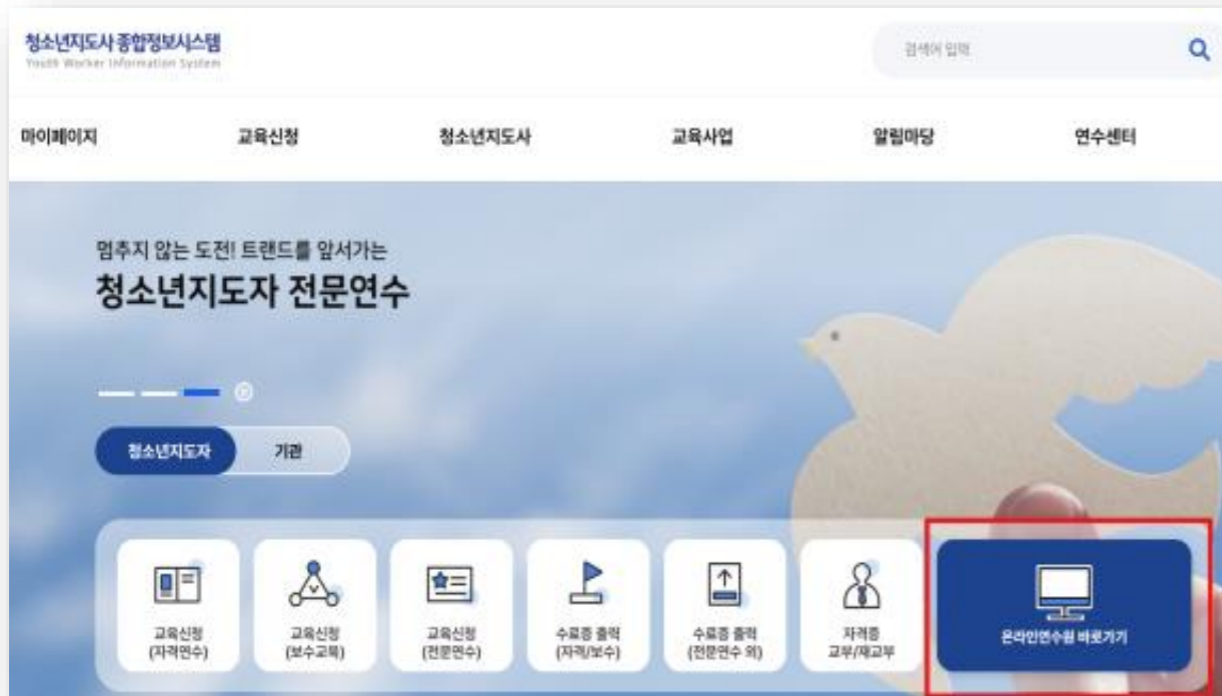 청소년지도사 종합정보시스템
Youth Worker Information System
검색어 입력
마이페이지 교육신청 청소년지도사 교육사업 알림마당 연수센터
멈추지 않는 도전! 트랜드를 앞서가는
청소년지도자 전문연수
청소년지도자 기관
교육신청
(자격연수)
교육신청
(보수교육)
교육신청
(전문연수)
수료증 출력
(자격/보수)
수료증 출력
(전문연수 외)
자격증
교부/재교부
온라인연수원 바로가기